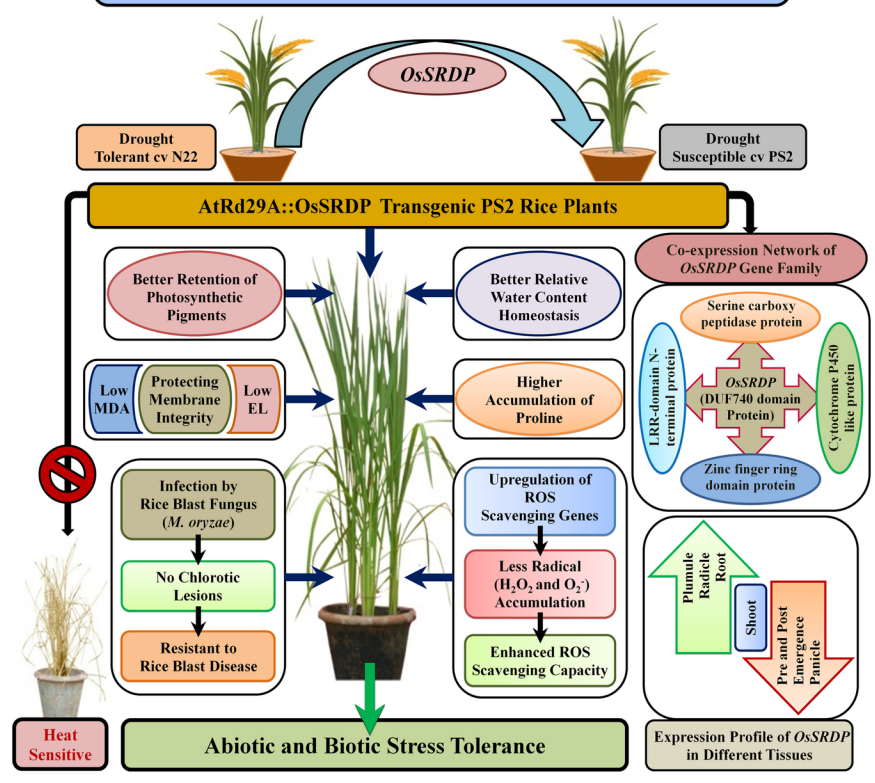 OsSRDP
Drought
Tolerant cv N22
Drought
Susceptible cv PS2
AtRd29A::OsSRDP Transgenic PS2 Rice Plants
Better Retention of
Photosynthetic
Pigments
Better Relative
Water Content
Homeostasis
Low
MDA
Protecting
Membrane
Integrity
Low
EL
Higher
Accumulation of
Proline
Infection by
Rice Blast Fungus
(M. oryzae)
No Chlorotic
Lesions
Resistant to
Rice Blast Disease
Upregulation of
ROS
Scavenging Genes
Less Radical
(H₂O₂ and O₂⁻)
Accumulation
Enhanced ROS
Scavenging Capacity
Heat
Sensitive
Abiotic and Biotic Stress Tolerance
Co-expression Network of
OsSRDP Gene Family
Serine carboxy
peptidase protein
LRR-domain N-
terminal protein
OsSRDP
(DUF740 domain
Protein)
Cytochrome P450
like protein
Zinc finger ring
domain protein
Plumule
Radicle
Root
Shoot
Pre and Post
Emergence
Panicle
Expression Profile of OsSRDP
in Different Tissues